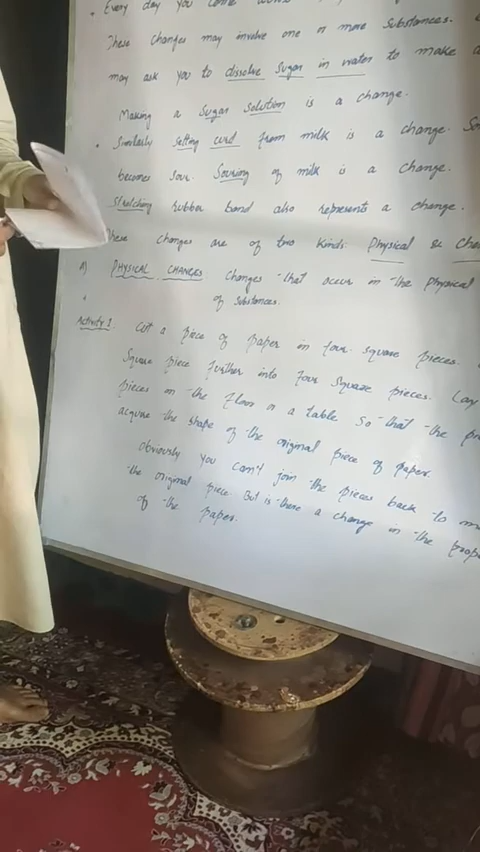 • Every day you come
These changes may involve one or more substances.
may ask you to dissolve sugar in water to make a
Making a sugar solution is a change.
• Similarly setting curd from milk is a change.
becomes sour. Souring of milk is a change.
Stretching rubber band also represents a change.
These changes are of two kinds: Physical &
a) PHYSICAL CHANGES Changes that occur in the physical
of substances.
Activity 1: Cut a piece of paper in four square pieces.
Square piece further into four square pieces. Lay
pieces on the floor or a table so that the
acquire the shape of the original piece of paper.
obviously you can't join the pieces back to
the original piece But is there a change in the
of the paper.